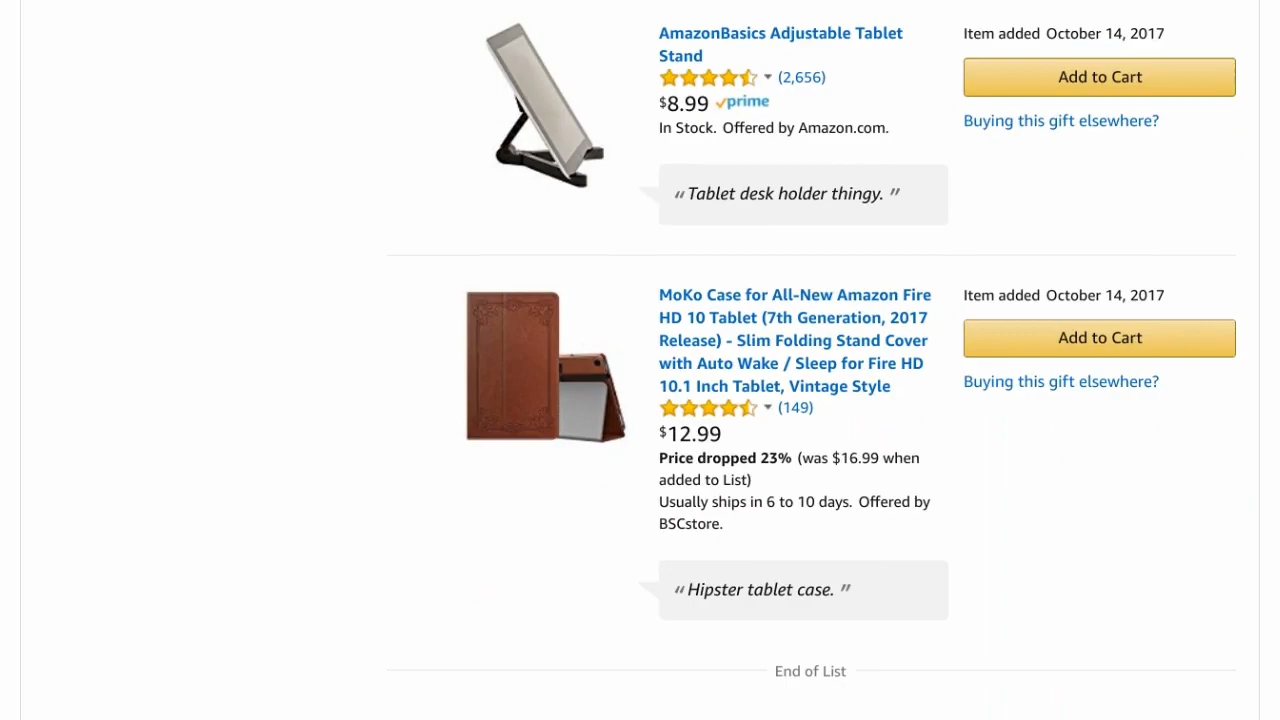 AmazonBasics Adjustable Tablet
Stand
(2,656)
$8.99 prime
In Stock. Offered by Amazon.com.
"Tablet desk holder thingy."
Item added October 14, 2017
Add to Cart
Buying this gift elsewhere?
MoKo Case for All-New Amazon Fire
HD 10 Tablet (7th Generation, 2017
Release) - Slim Folding Stand Cover
with Auto Wake / Sleep for Fire HD
10.1 Inch Tablet, Vintage Style
(149)
$12.99
Price dropped 23% (was $16.99 when
added to List)
Usually ships in 6 to 10 days. Offered by
BSCstore.
"Hipster tablet case."
Item added October 14, 2017
Add to Cart
Buying this gift elsewhere?
End of List